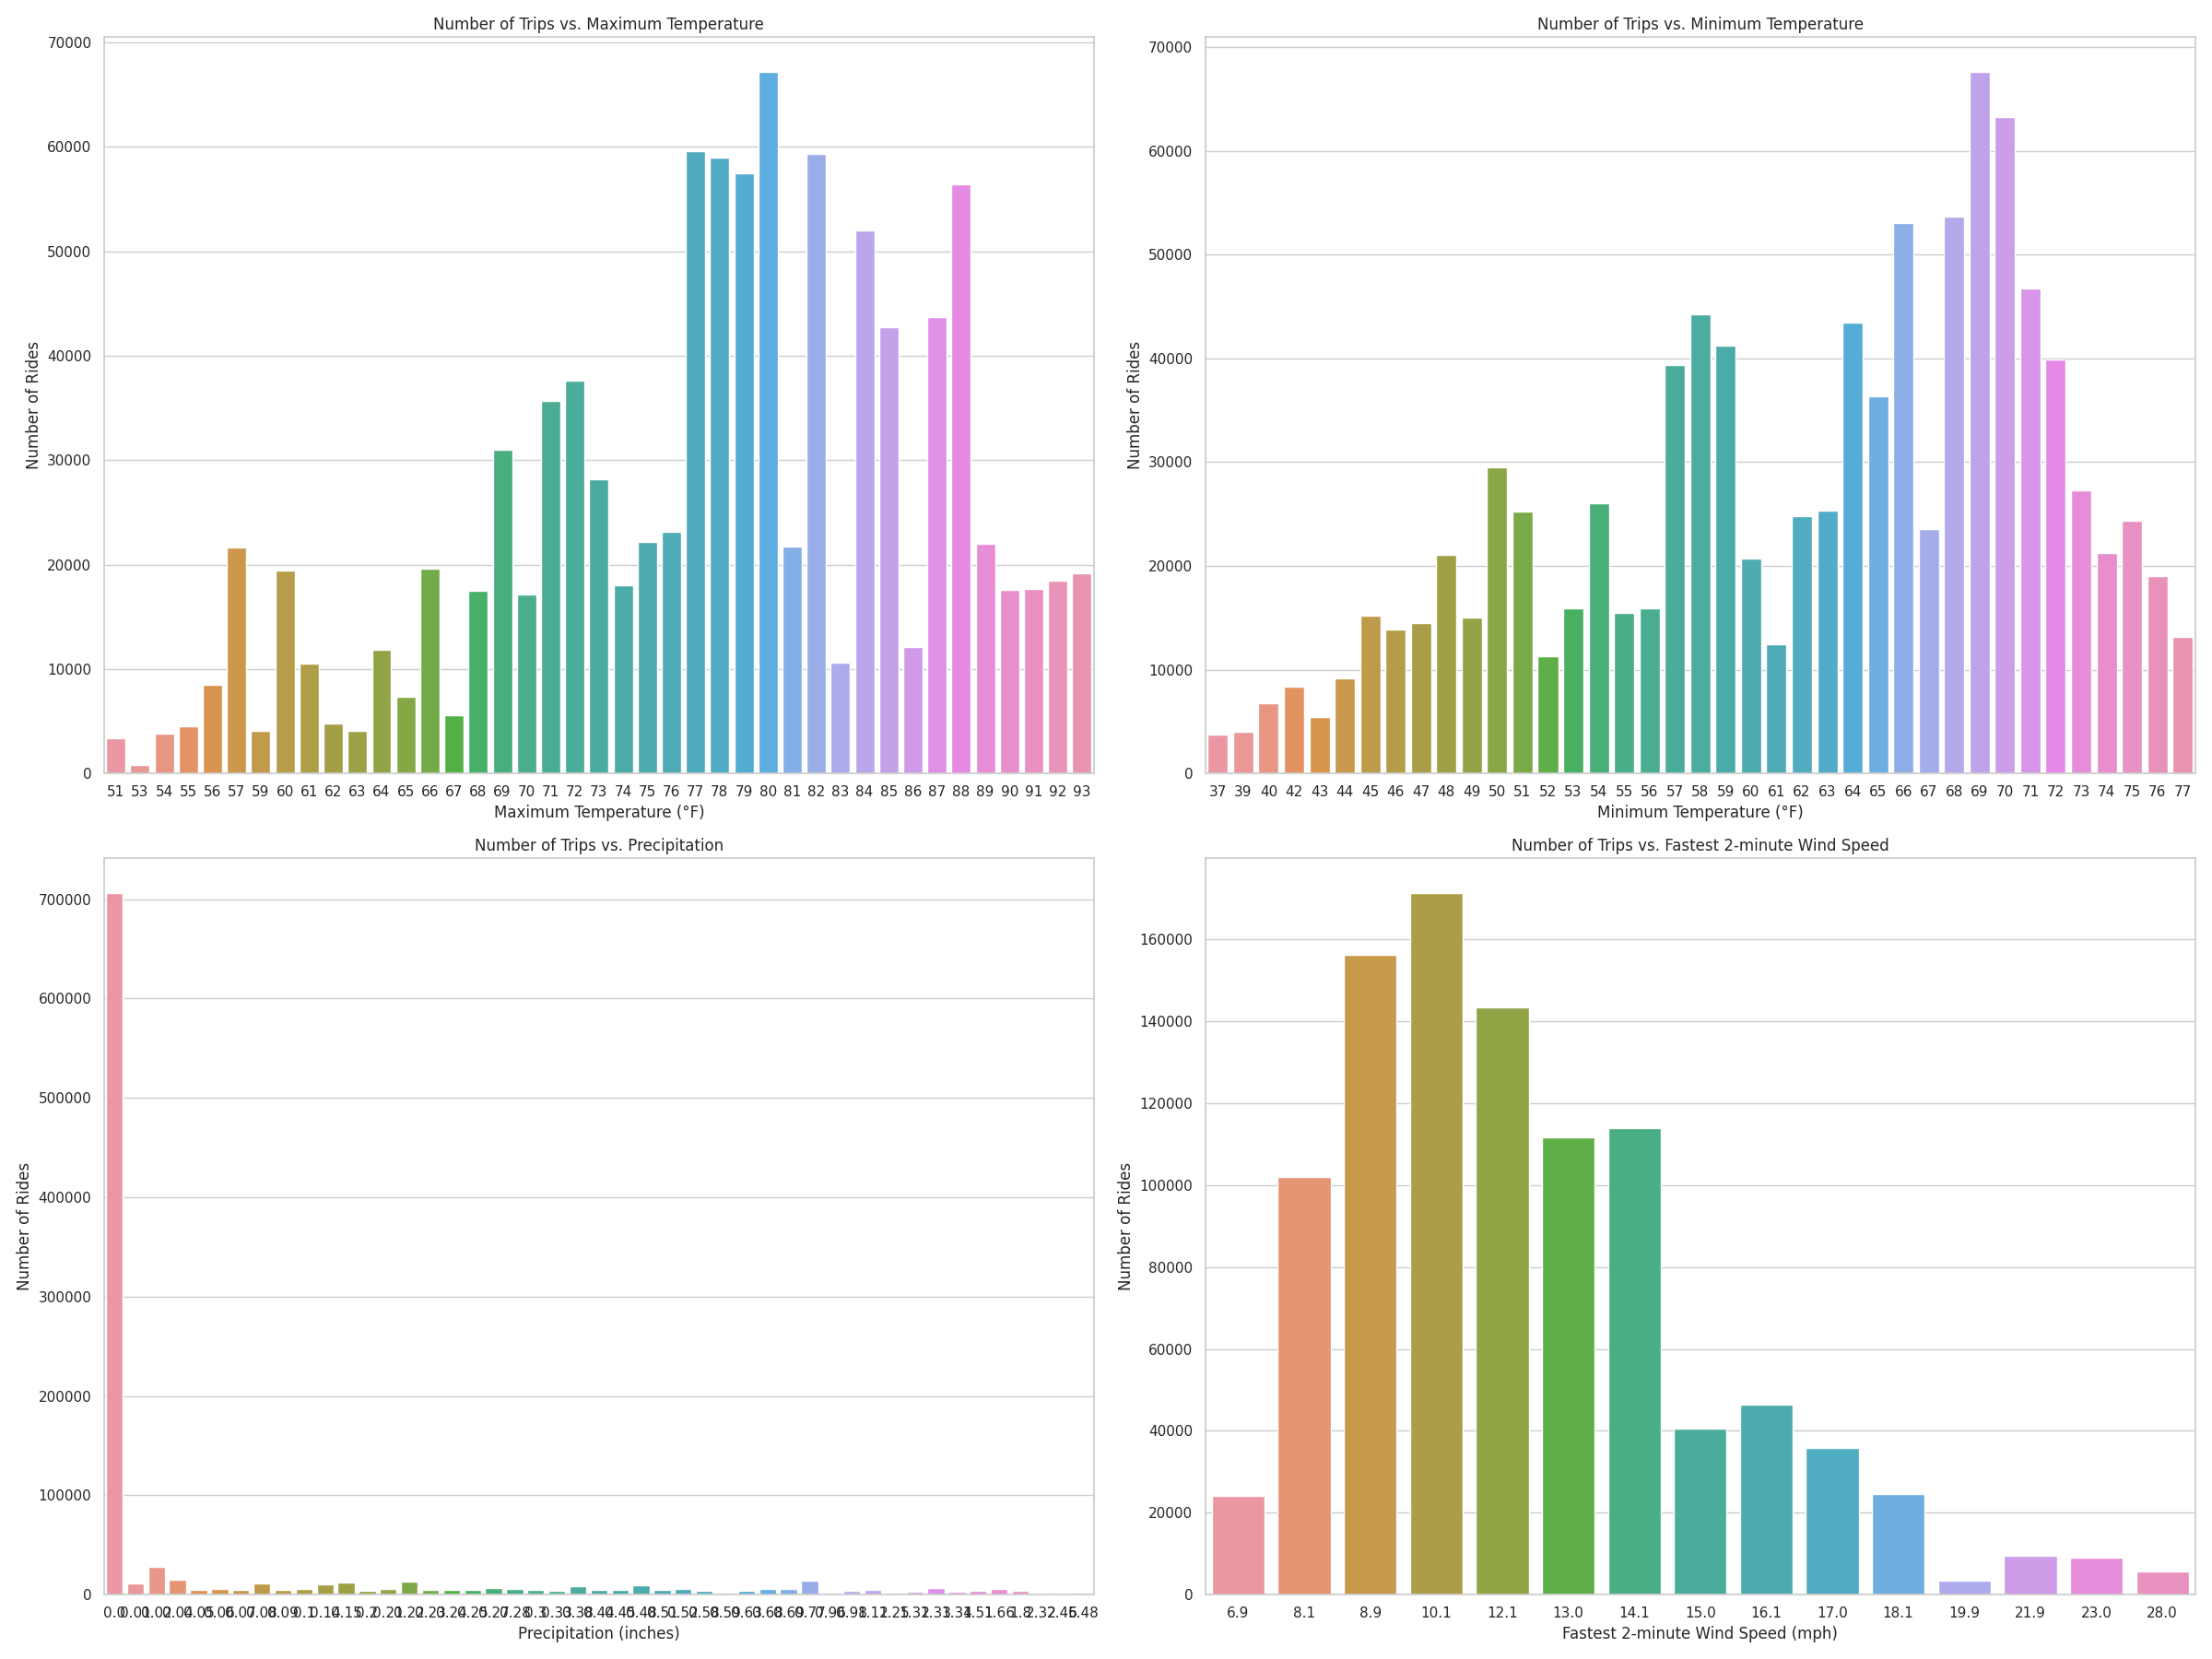 Number of Trips vs. Maximum Temperature
70000
60000
50000
40000
30000
20000
10000
0
Number of Rides
51 53 54 55 56 57 59 60 61 62 63 64 65 66 67 68 69 70 71 72 73 74 75 76 77 78 79 80 81 82 83 84 85 86 87 88 89 90 91 92 93
Maximum Temperature (°F)
Number of Trips vs. Minimum Temperature
70000
60000
50000
40000
30000
20000
10000
0
Number of Rides
37 39 40 42 43 44 45 46 47 48 49 50 51 52 53 54 55 56 57 58 59 60 61 62 63 64 65 66 67 68 69 70 71 72 73 74 75 76 77
Minimum Temperature (°F)
Number of Trips vs. Precipitation
700000
600000
500000
400000
300000
200000
100000
0
Number of Rides
Precipitation (inches)
Number of Trips vs. Fastest 2-minute Wind Speed
160000
140000
120000
100000
80000
60000
40000
20000
0
Number of Rides
6.9 8.1 8.9 10.1 12.1 13.0 14.1 15.0 16.1 17.0 18.1 19.9 21.9 23.0 28.0
Fastest 2-minute Wind Speed (mph)